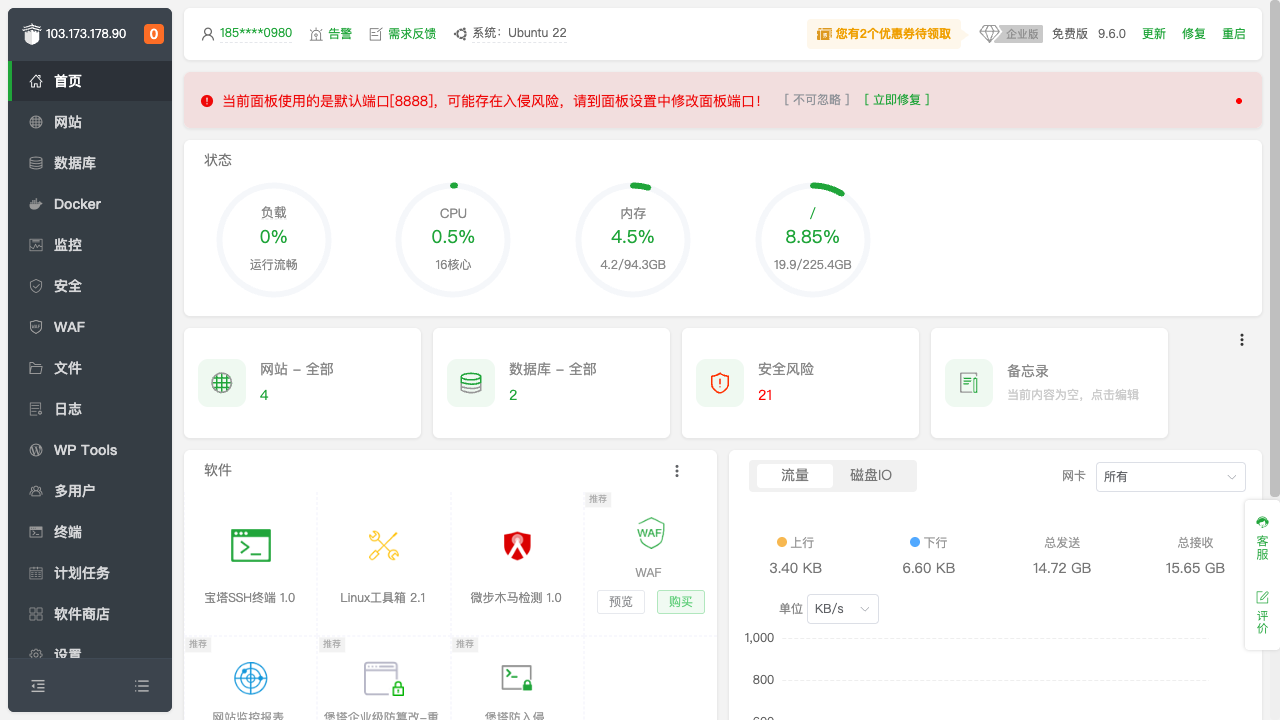 103.173.178.90
0
首页
网站
数据库
Docker
监控
安全
WAF
文件
日志
WP Tools
多用户
终端
计划任务
软件商店
设置
185****0980
告警
需求反馈
系统: Ubuntu 22
您有2个优惠券待领取
企业版
免费版
9.6.0
更新
修复
重启
当前面板使用的是默认端口[8888]，可能存在入侵风险，请到面板设置中修改面板端口！ [ 不可忽略 ] [ 立即修复 ]
状态
负载
0%
运行流畅
CPU
0.5%
16核心
内存
4.5%
4.2/94.3GB
/
8.85%
19.9/225.4GB
网站 - 全部
4
数据库 - 全部
2
安全风险
21
备忘录
当前内容为空，点击编辑
软件
宝塔SSH终端 1.0
Linux工具箱 2.1
微步木马检测 1.0
推荐
WAF
WAF
预览
购买
推荐
网站监控报表
推荐
堡塔企业级防篡改-重
推荐
堡塔防入侵
流量
磁盘IO
网卡
所有
上行
3.40 KB
下行
6.60 KB
总发送
14.72 GB
总接收
15.65 GB
单位
KB/s
1,000
800
600
客服
评价